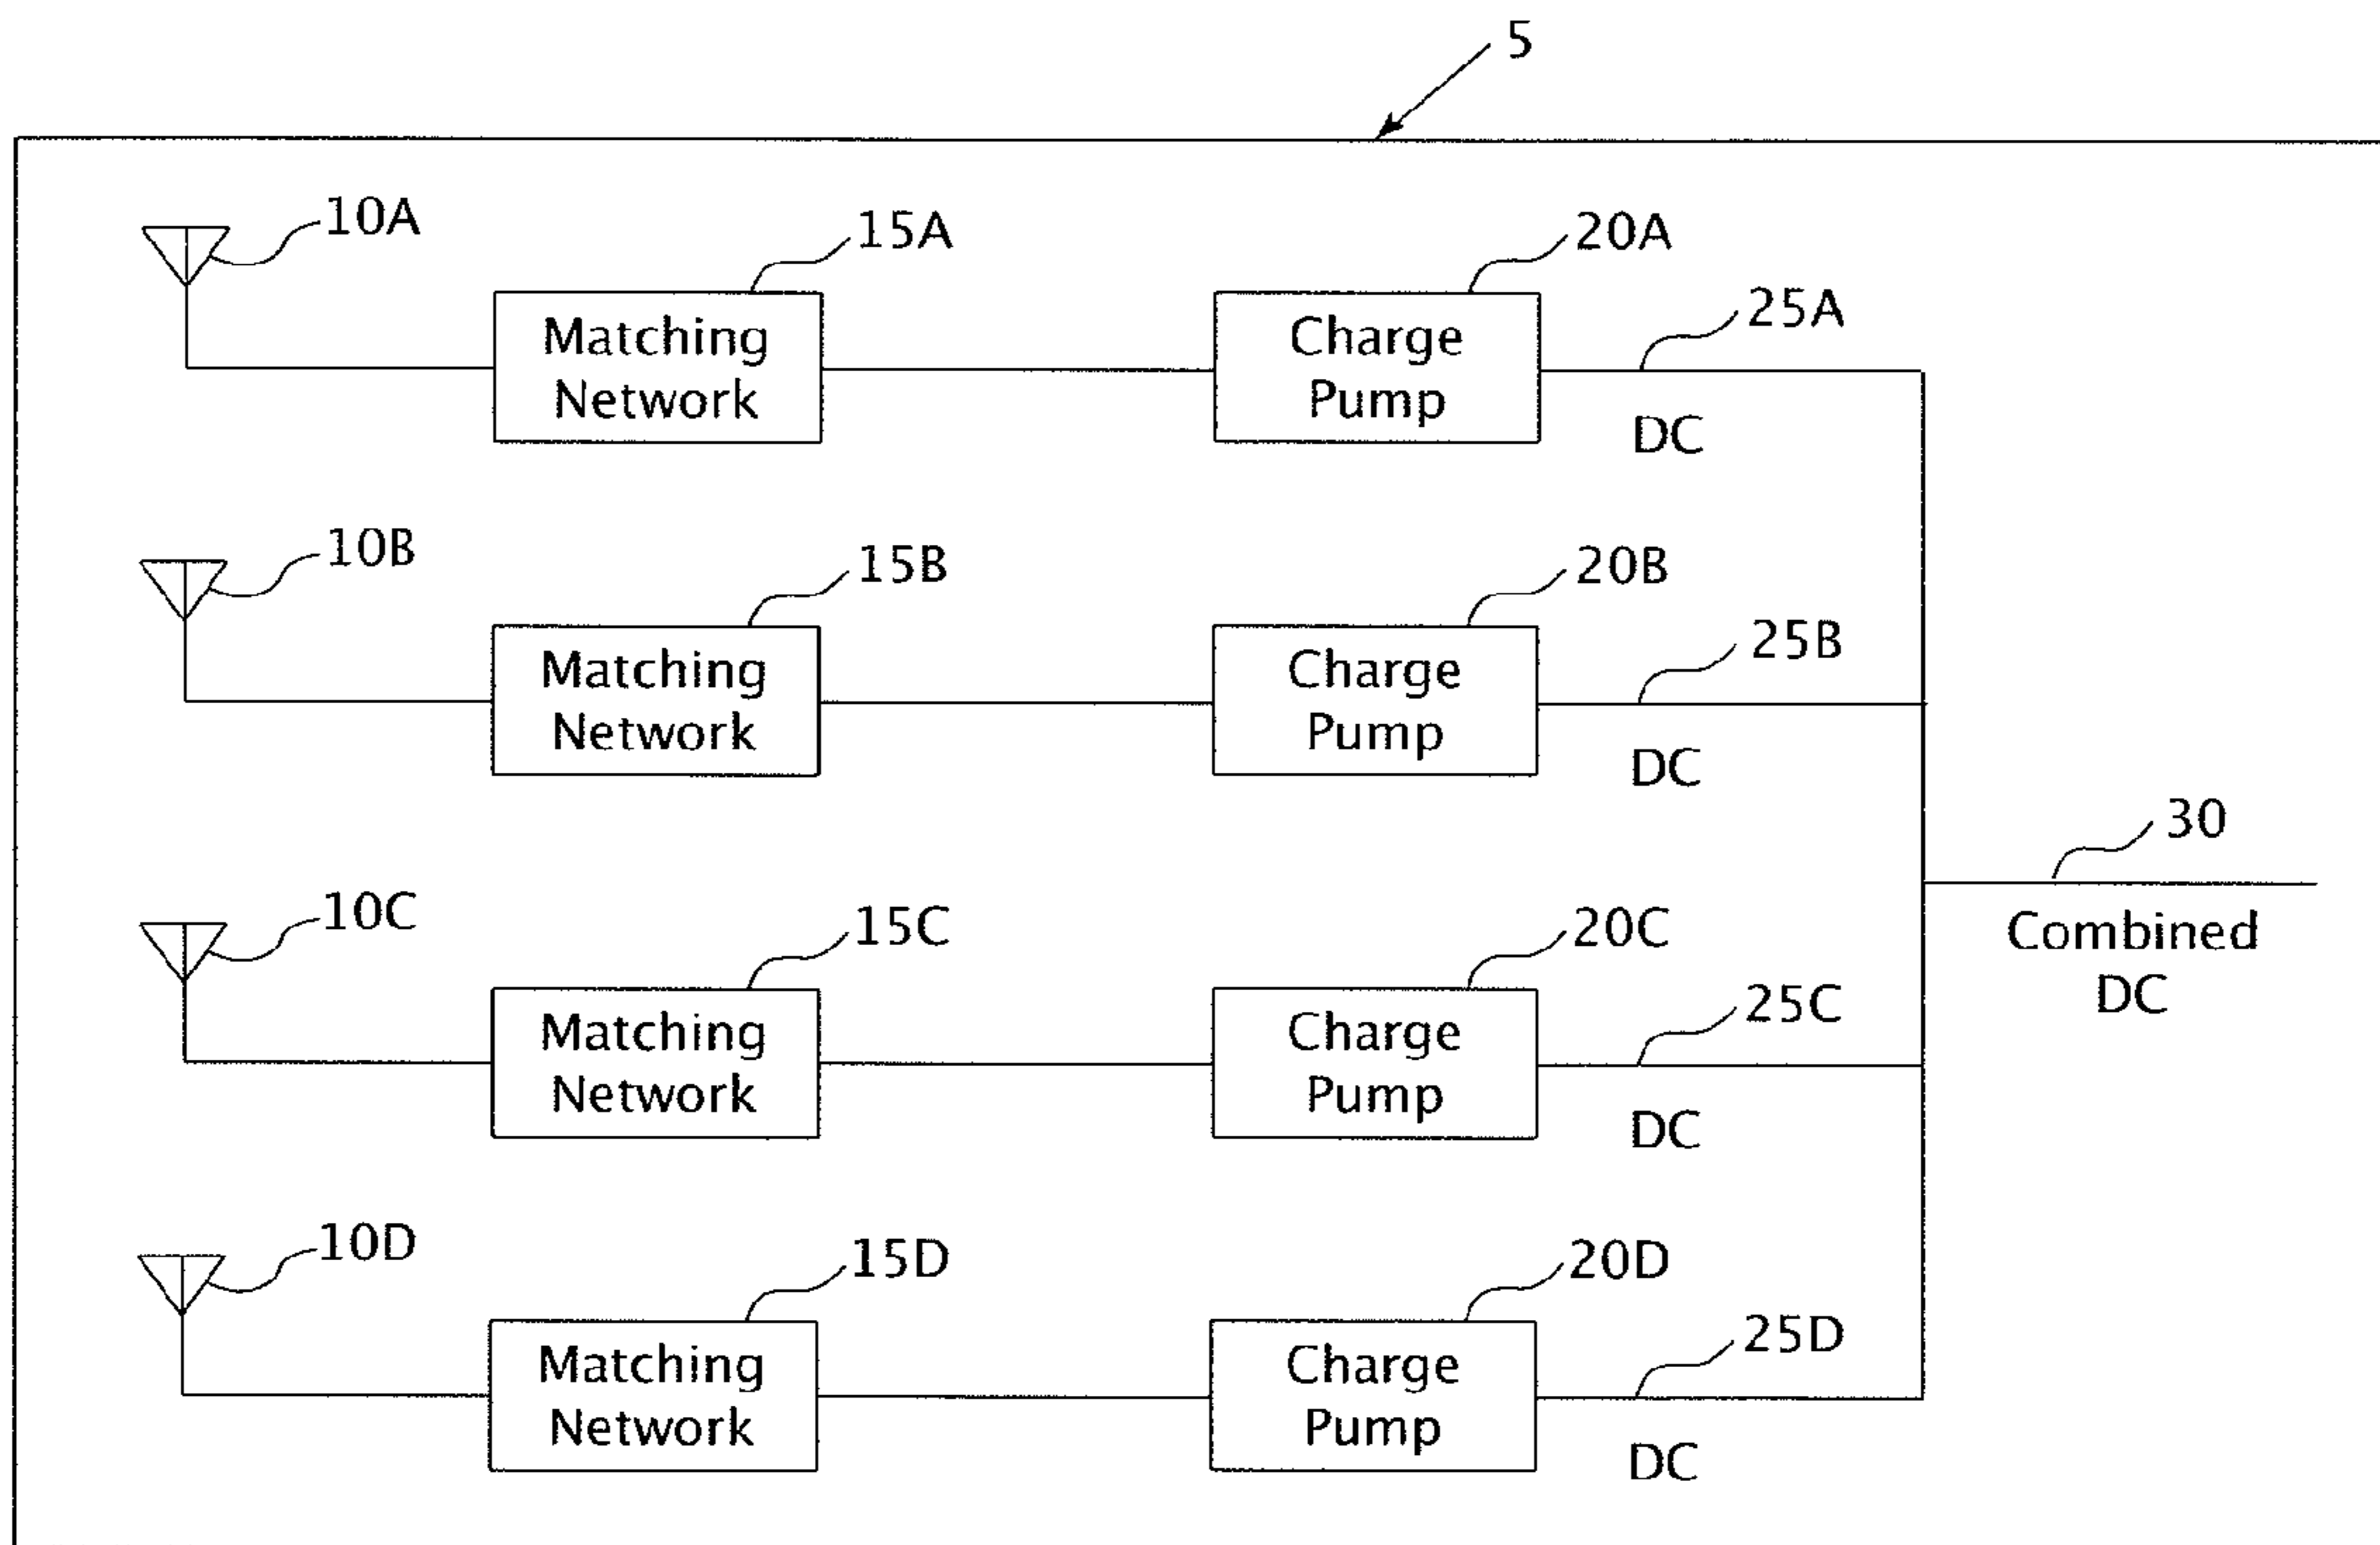 5
10A
15A
20A
25A
Matching
Network
Charge
Pump
DC
10B
15B
20B
25B
Matching
Network
Charge
Pump
DC
30
Combined
DC
10C
15C
20C
25C
Matching
Network
Charge
Pump
DC
10D
15D
20D
25D
Matching
Network
Charge
Pump
DC